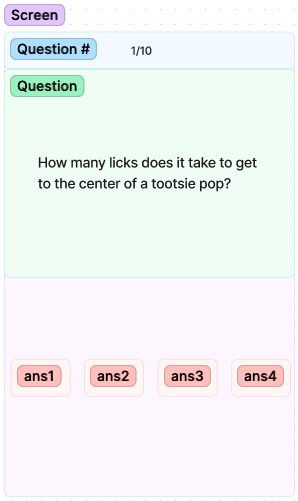 Screen
Question # 1/10
Question
How many licks does it take to get
to the center of a tootsie pop?
ans1 ans2 ans3 ans4